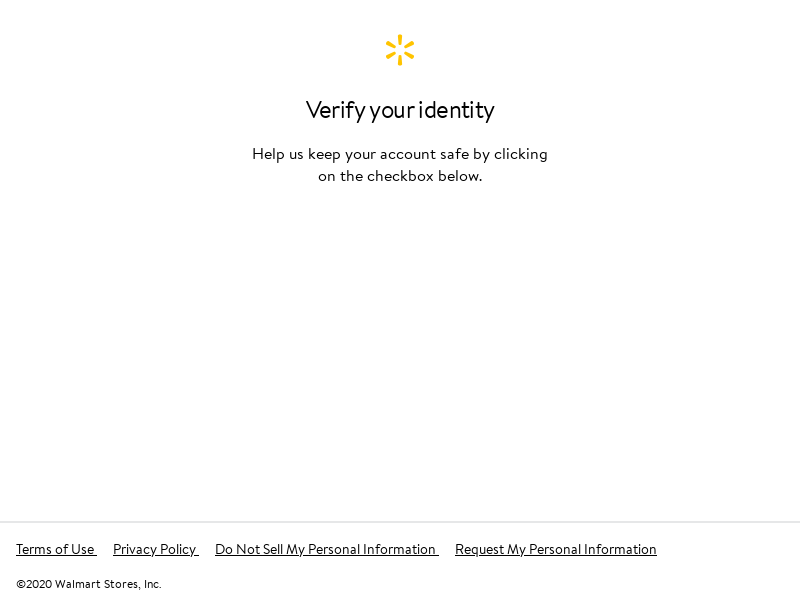 Verify your identity
Help us keep your account safe by clicking
on the checkbox below.
Terms of Use Privacy Policy Do Not Sell My Personal Information Request My Personal Information
©2020 Walmart Stores, Inc.